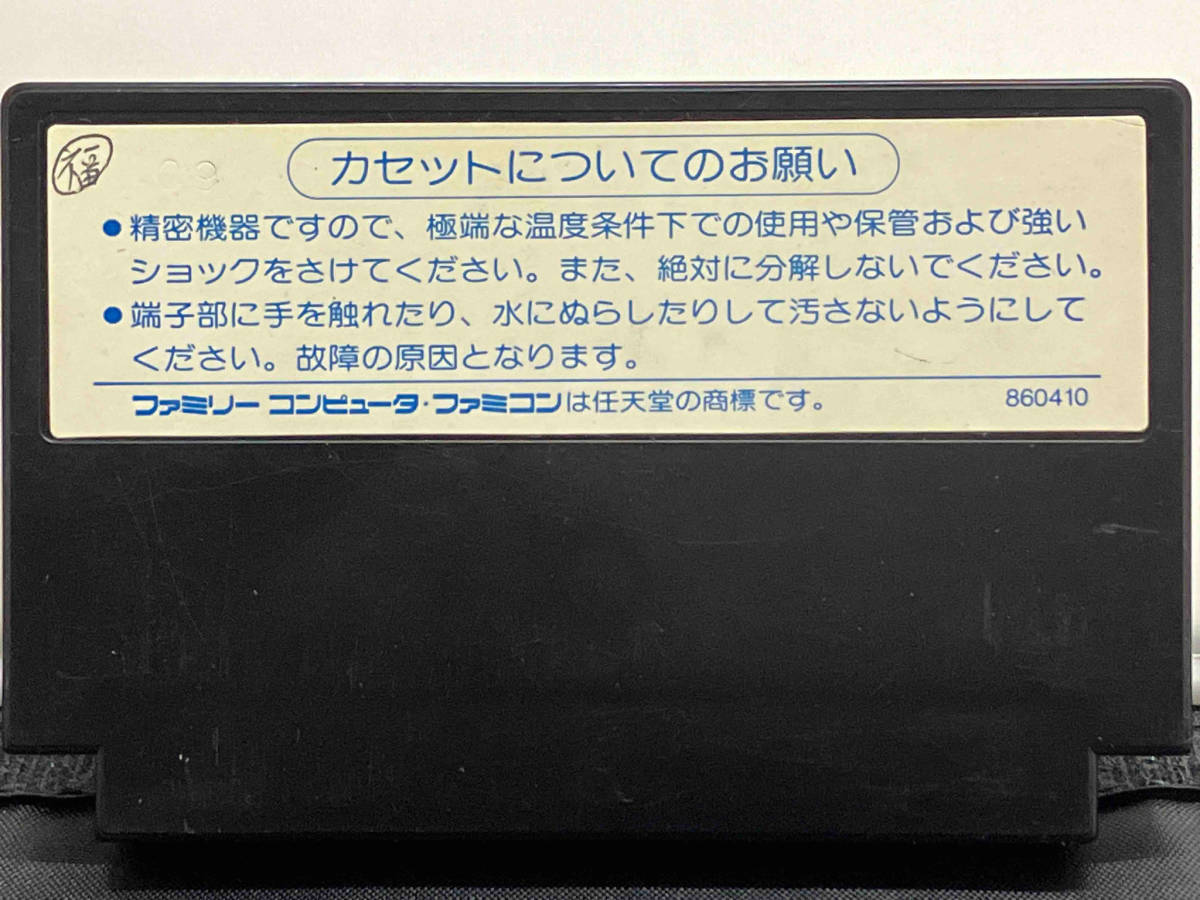 福
カセットについてのお願い
●精密機器ですので、極端な温度条件下での使用や保管および強い
ショックをさけてください。また、絶対に分解しないでください。
●端子部に手を触れたり、水にぬらしたりして汚さないようにして
ください。故障の原因となります。
ファミリーコンピュータ・ファミコンは任天堂の商標です。 860410